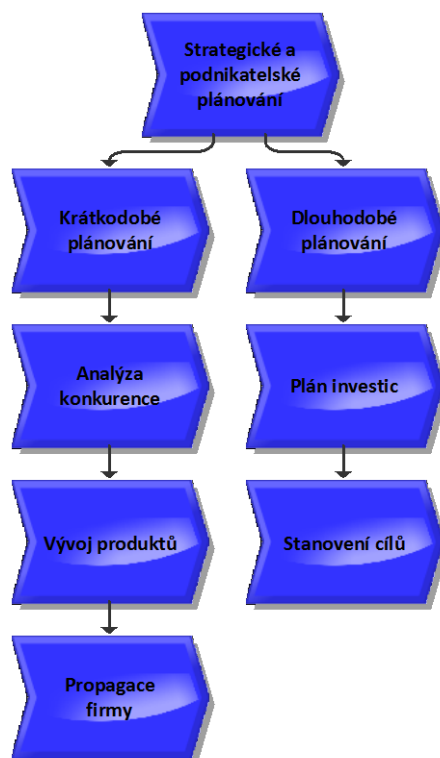 Strategické a
podnikatelské
plánování
Krátkodobé
plánování
Dlouhodobé
plánování
Analýza
konkurence
Plán investic
Vývoj produktů
Stanovení cílů
Propagace
firmy